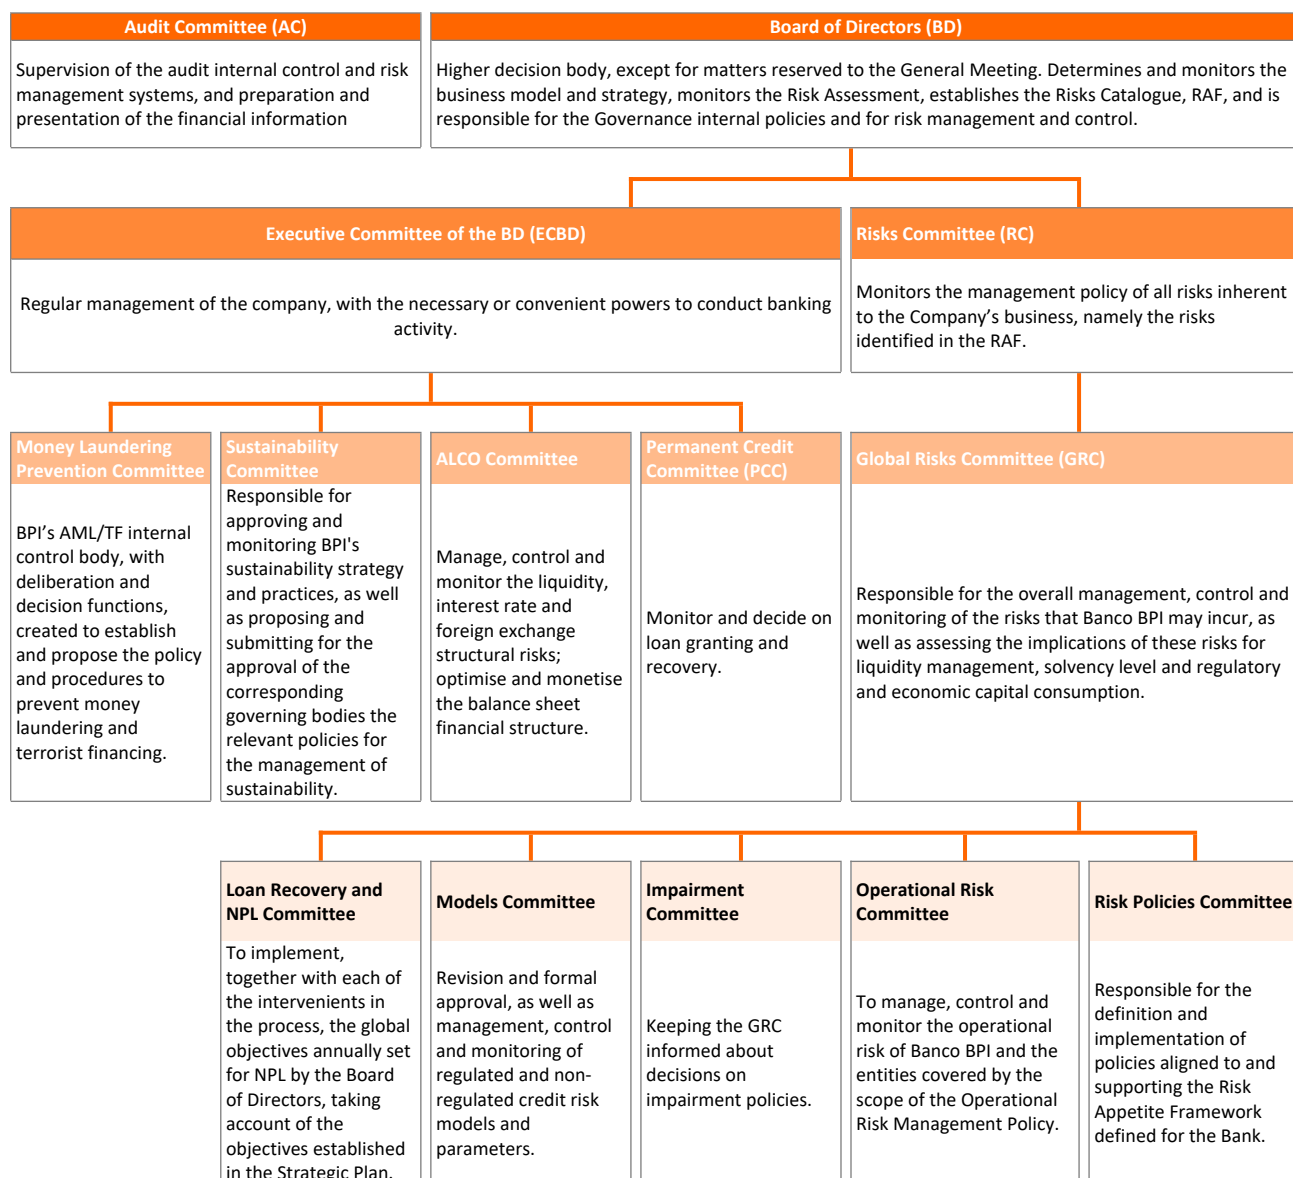 Audit Committee (AC)
Supervision of the audit internal control and risk
management systems, and preparation and
presentation of the financial information
Board of Directors (BD)
Higher decision body, except for matters reserved to the General Meeting. Determines and monitors the
business model and strategy, monitors the Risk Assessment, establishes the Risks Catalogue, RAF, and is
responsible for the Governance internal policies and for risk management and control.
Executive Committee of the BD (ECBD)
Regular management of the company, with the necessary or convenient powers to conduct banking
activity.
Risks Committee (RC)
Monitors the management policy of all risks inherent
to the Company’s business, namely the risks
identified in the RAF.
Money Laundering
Prevention Committee
BPI’s AML/TF internal
control body, with
deliberation and
decision functions,
created to establish
and propose the policy
and procedures to
prevent money
laundering and
terrorist financing.
Sustainability
Committee
Responsible for
approving and
monitoring BPI's
sustainability strategy
and practices, as well
as proposing and
submitting for the
approval of the
corresponding
governing bodies the
relevant policies for
the management of
sustainability.
ALCO Committee
Manage, control and
monitor the liquidity,
interest rate and
foreign exchange
structural risks;
optimise and monetise
the balance sheet
financial structure.
Permanent Credit
Committee (PCC)
Monitor and decide on
loan granting and
recovery.
Global Risks Committee (GRC)
Responsible for the overall management, control and
monitoring of the risks that Banco BPI may incur, as
well as assessing the implications of these risks for
liquidity management, solvency level and regulatory
and economic capital consumption.
Loan Recovery and
NPL Committee
To implement,
together with each of
the intervenients in
the process, the global
objectives annually set
for NPL by the Board
of Directors, taking
account of the
objectives established
in the Strategic Plan.
Models Committee
Revision and formal
approval, as well as
management, control
and monitoring of
regulated and non-
regulated credit risk
models and
parameters.
Impairment
Committee
Keeping the GRC
informed about
decisions on
impairment policies.
Operational Risk
Committee
To manage, control and
monitor the operational
risk of Banco BPI and the
entities covered by the
scope of the Operational
Risk Management Policy.
Risk Policies Committee
Responsible for the
definition and
implementation of
policies aligned to and
supporting the Risk
Appetite Framework
defined for the Bank.